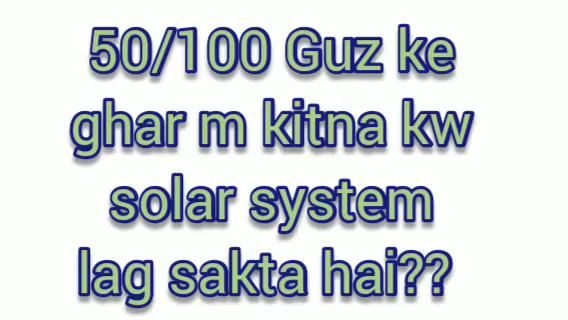 50/100 Guz ke
ghar m kitna kw
solar system
lag sakta hai??